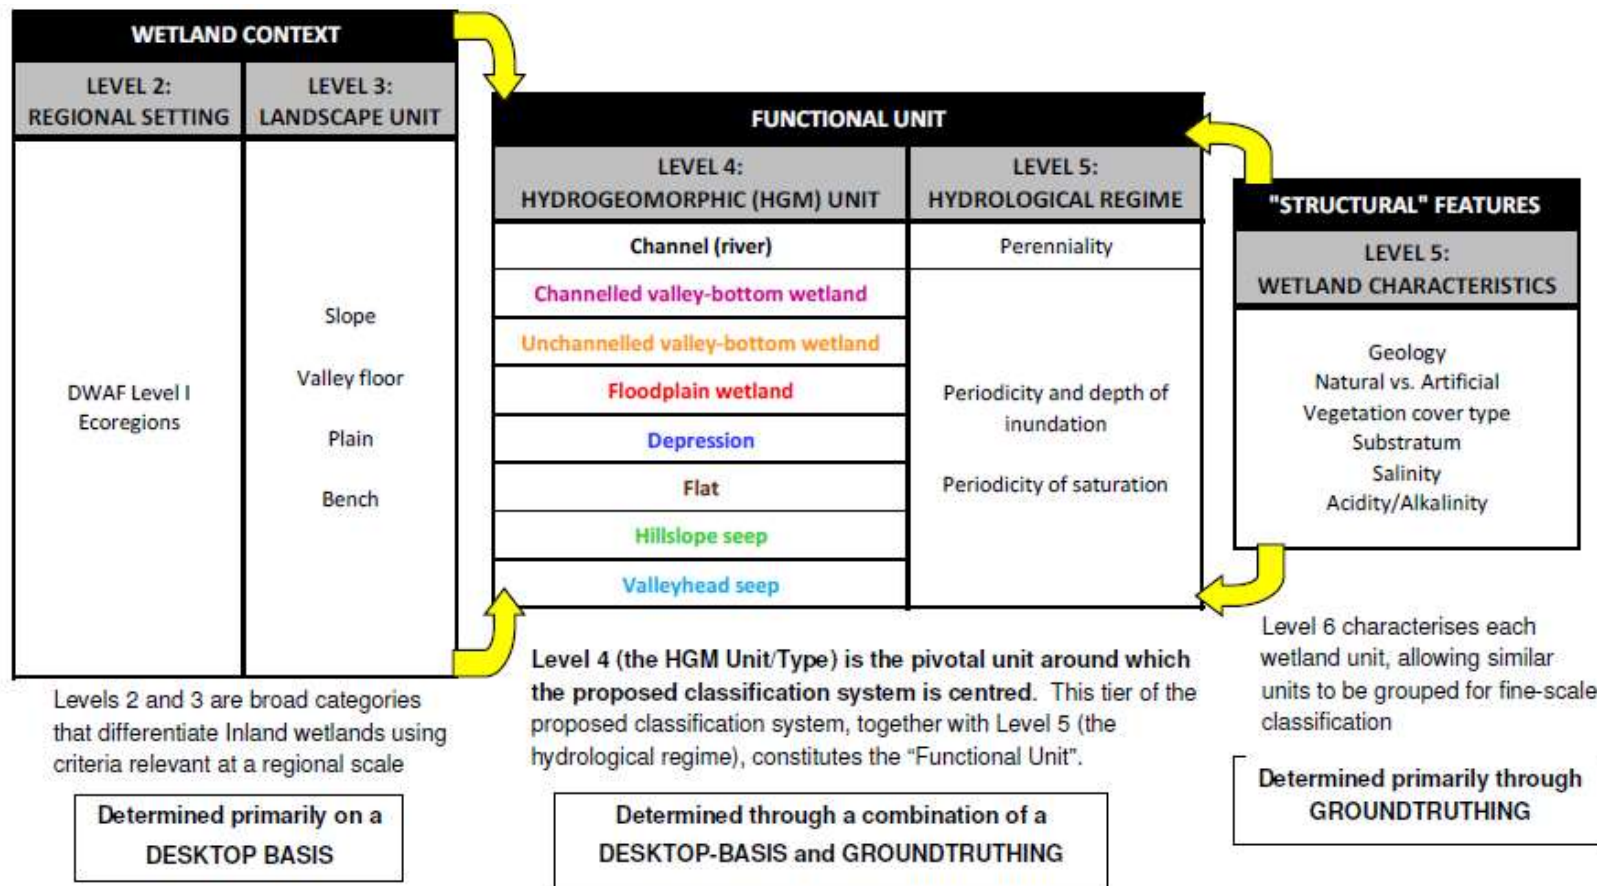 WETLAND CONTEXT
LEVEL 2:
REGIONAL SETTING
LEVEL 3:
LANDSCAPE UNIT
DWAF Level I
Ecoregions
Slope
Valley floor
Plain
Bench
Levels 2 and 3 are broad categories
that differentiate Inland wetlands using
criteria relevant at a regional scale
Determined primarily on a
DESKTOP BASIS
FUNCTIONAL UNIT
LEVEL 4:
HYDROGEOMORPHIC (HGM) UNIT
LEVEL 5:
HYDROLOGICAL REGIME
Channel (river)
Perenniality
Channelled valley-bottom wetland
Unchannelled valley-bottom wetland
Floodplain wetland
Depression
Flat
Hillslope seep
Valleyhead seep
Periodicity and depth of
inundation
Periodicity of saturation
Level 4 (the HGM Unit/Type) is the pivotal unit around which
the proposed classification system is centred. This tier of the
proposed classification system, together with Level 5 (the
hydrological regime), constitutes the “Functional Unit”.
Determined through a combination of a
DESKTOP-BASIS and GROUNDTRUTHING
"STRUCTURAL" FEATURES
LEVEL 5:
WETLAND CHARACTERISTICS
Geology
Natural vs. Artificial
Vegetation cover type
Substratum
Salinity
Acidity/Alkalinity
Level 6 characterises each
wetland unit, allowing similar
units to be grouped for fine-scale
classification
Determined primarily through
GROUNDTRUTHING